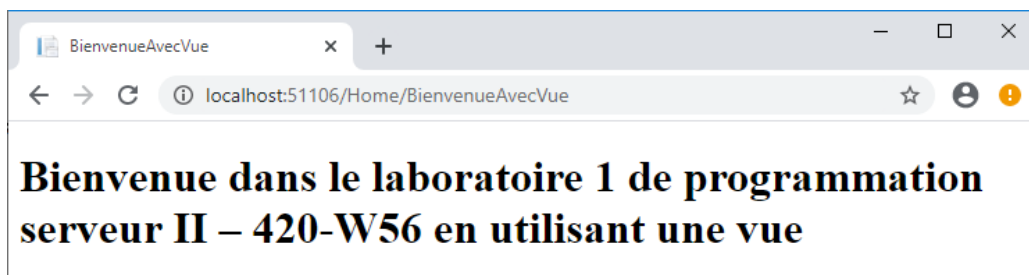 BienvenueAvecVue
localhost:51106/Home/BienvenueAvecVue
Bienvenue dans le laboratoire 1 de programmation
serveur II – 420-W56 en utilisant une vue